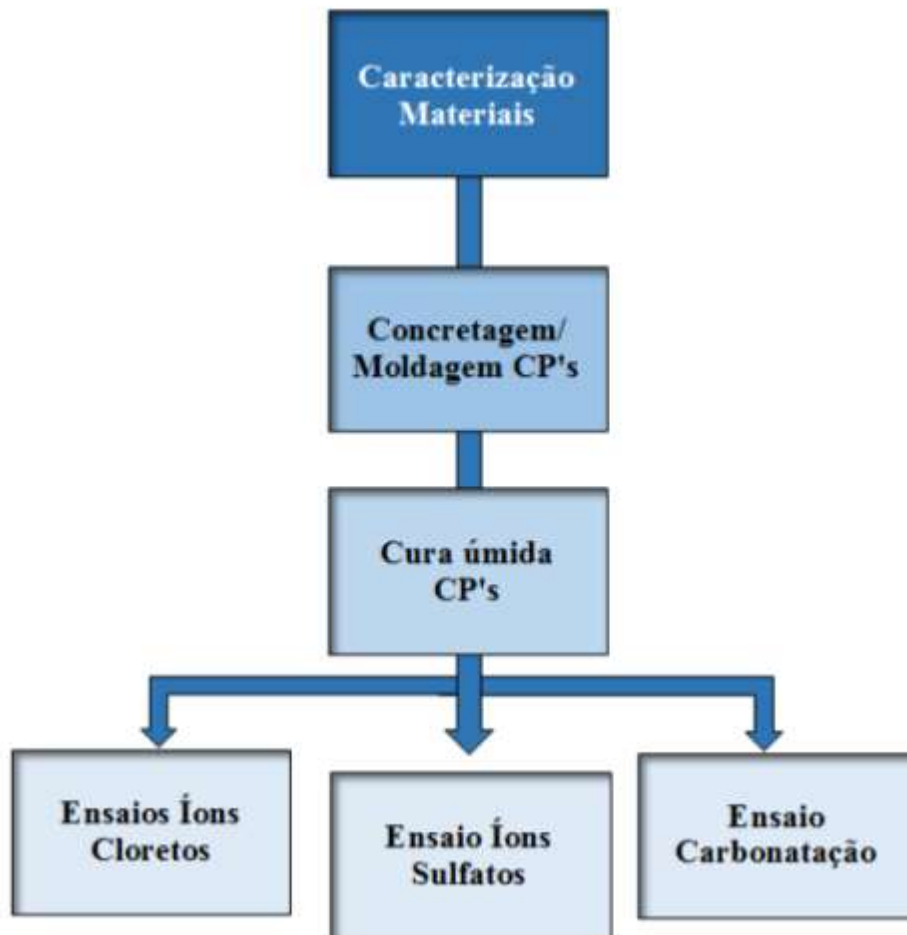 Caracterização
Materiais
Concretagem/
Moldagem CP's
Cura úmida
CP's
Ensaios Íons
Cloretos
Ensaio Íons
Sulfatos
Ensaio
Carbonatação